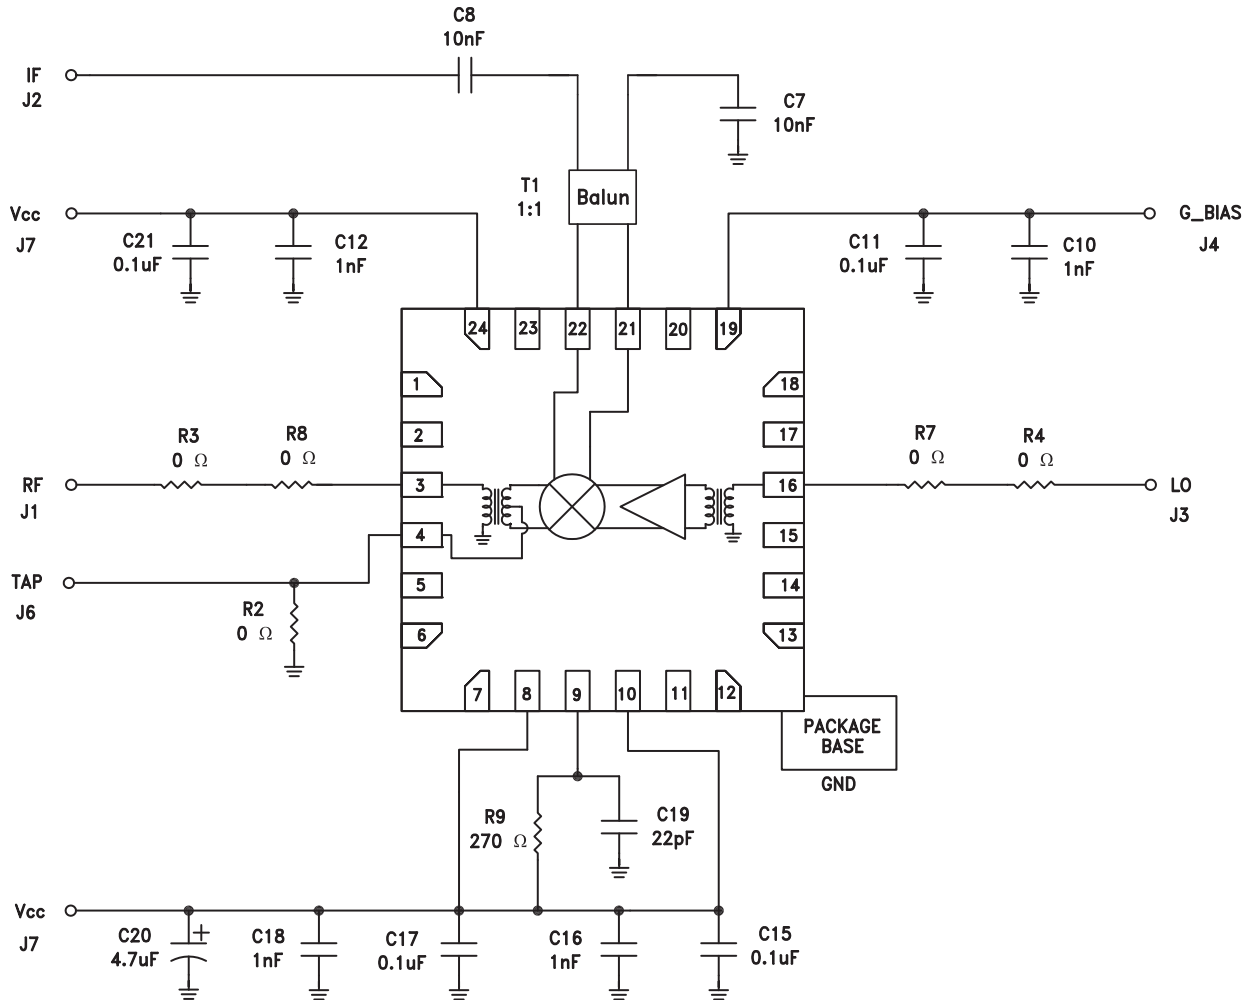 C8
10nF
IF
J2
C7
10nF
T1
1:1
Balun
Vcc
J7
C21
0.1uF
C12
1nF
C11
0.1uF
C10
1nF
G_BIAS
J4
24
23
22
21
20
19
1
2
3
4
5
6
18
17
16
15
14
13
R3
0 Ω
R8
0 Ω
RF
J1
R7
0 Ω
R4
0 Ω
LO
J3
TAP
J6
R2
0 Ω
7
8
9
10
11
12
PACKAGE
BASE
GND
R9
270 Ω
C19
22pF
Vcc
J7
C20
4.7uF
+
C18
1nF
C17
0.1uF
C16
1nF
C15
0.1uF